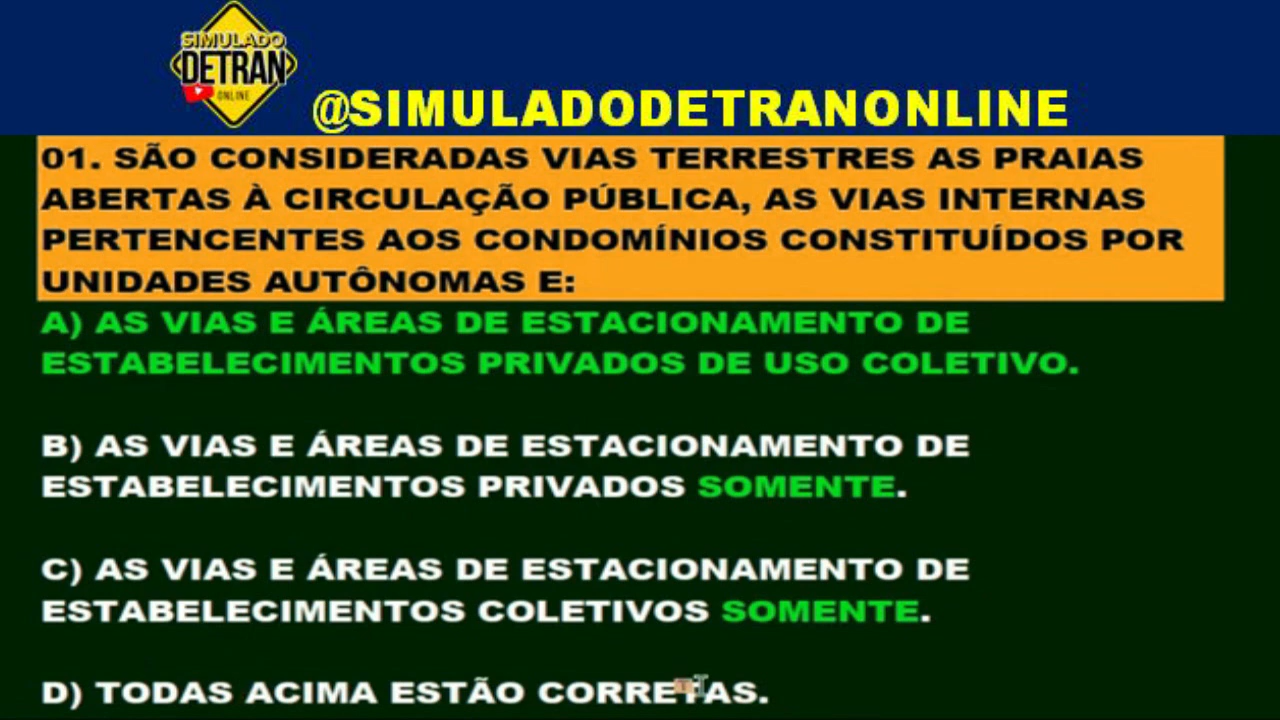 SIMULADO
DETRAN
ONLINE
@SIMULADODETRANONLINE
01. SÃO CONSIDERADAS VIAS TERRESTRES AS PRAIAS
ABERTAS À CIRCULAÇÃO PÚBLICA, AS VIAS INTERNAS
PERTENCENTES AOS CONDOMÍNIOS CONSTITUÍDOS POR
UNIDADES AUTÔNOMAS E:
A) AS VIAS E ÁREAS DE ESTACIONAMENTO DE
ESTABELECIMENTOS PRIVADOS DE USO COLETIVO.
B) AS VIAS E ÁREAS DE ESTACIONAMENTO DE
ESTABELECIMENTOS PRIVADOS SOMENTE.
C) AS VIAS E ÁREAS DE ESTACIONAMENTO DE
ESTABELECIMENTOS COLETIVOS SOMENTE.
D) TODAS ACIMA ESTÃO CORRETAS.